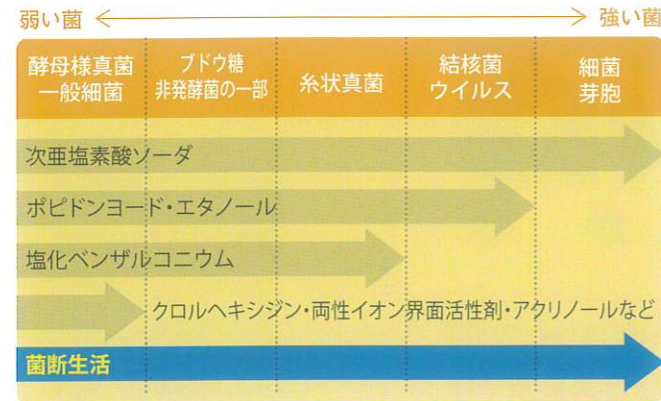 弱い菌
強い菌
酵母様真菌
一般細菌
ブドウ糖
非発酵菌の一部
糸状真菌
結核菌
ウイルス
細菌
芽胞
次亜塩素酸ソーダ
ポピドンヨード・エタノール
塩化ベンザルコニウム
クロルヘキシジン・両性イオン界面活性剤・アクリノールなど
菌断生活